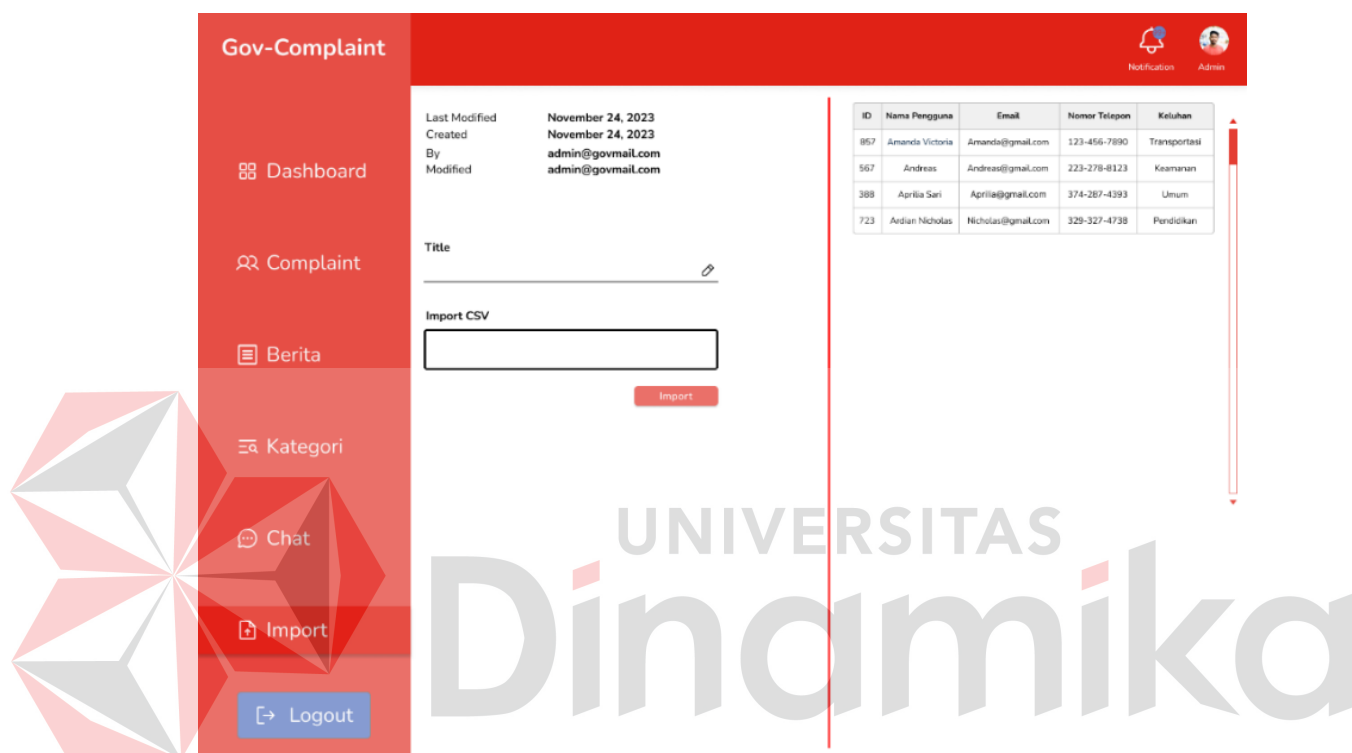 Gov-Complaint
Notification
Admin
Dashboard
Complaint
Berita
Kategori
Chat
Import
Logout
Last Modified November 24, 2023
Created November 24, 2023
By admin@govmail.com
Modified admin@govmail.com
Title
Import CSV
Import
ID Nama Pengguna Email Nomor Telepon Keluhan
857 Amanda Victoria Amanda@gmail.com 123-456-7890 Transportasi
567 Andreas Andreas@gmail.com 223-278-8123 Keamanan
388 Aprilia Sari Aprilia@gmail.com 374-287-4393 Umum
723 Ardian Nicholas Nicholas@gmail.com 329-327-4738 Pendidikan
UNIVERSITAS
Dinamika